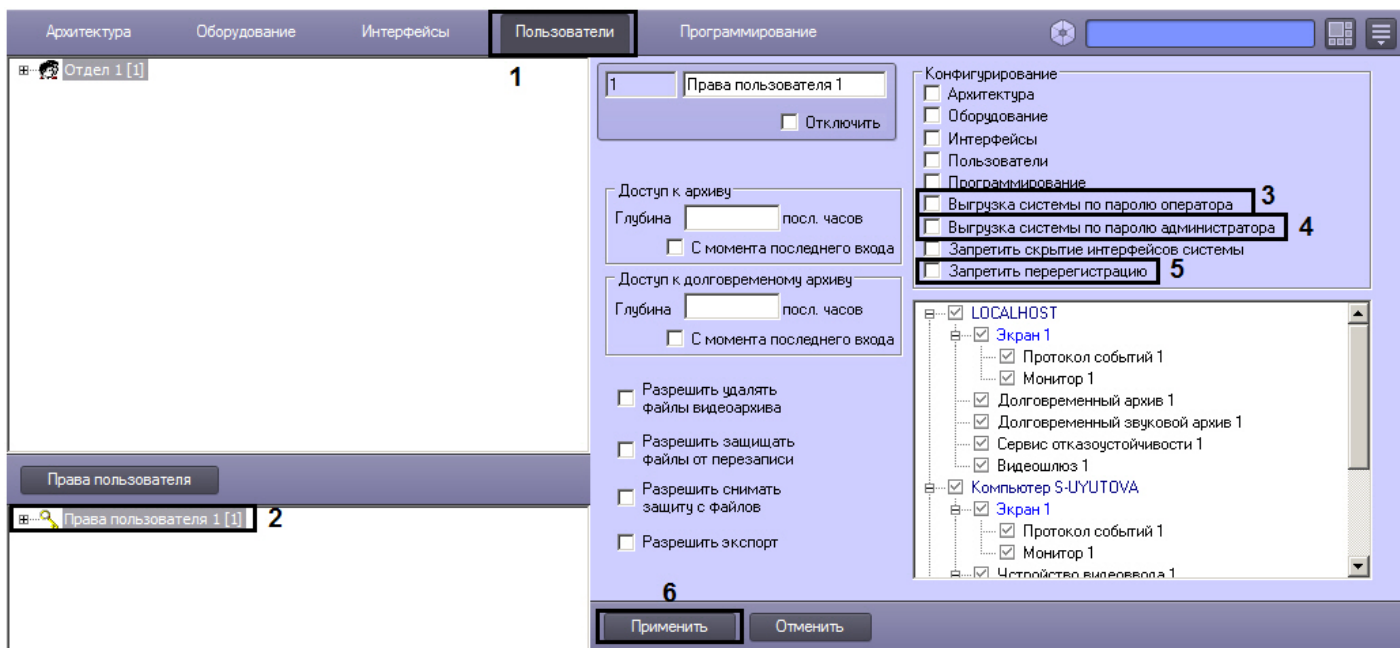 Архитектура
Оборудование
Интерфейсы
Пользователи
Программирование
1
Отдел 1 [1]
1
Права пользователя 1
Отключить
Доступ к архиву
Глубина
посл. часов
С момента последнего входа
Доступ к долговременому архиву
Глубина
посл. часов
С момента последнего входа
Разрешить удалять
файлы видеоархива
Разрешить защищать
файлы от перезаписи
Разрешить снимать
защиту с файлов
Разрешить экспорт
Конфигурирование
Архитектура
Оборудование
Интерфейсы
Пользователи
Программирование
Выгрузка системы по паролю оператора
3
Выгрузка системы по паролю администратора
4
Запретить скрытие интерфейсов системы
Запретить перерегистрацию
5
LOCALHOST
Экран 1
Протокол событий 1
Монитор 1
Долговременный архив 1
Долговременный звуковой архив 1
Сервис отказоустойчивости 1
Видеошлюз 1
Компьютер S-UYUTOVA
Экран 1
Протокол событий 1
Монитор 1
Устройство видеоввода 1
Права пользователя
Права пользователя 1 [1]
2
6
Применить
Отменить